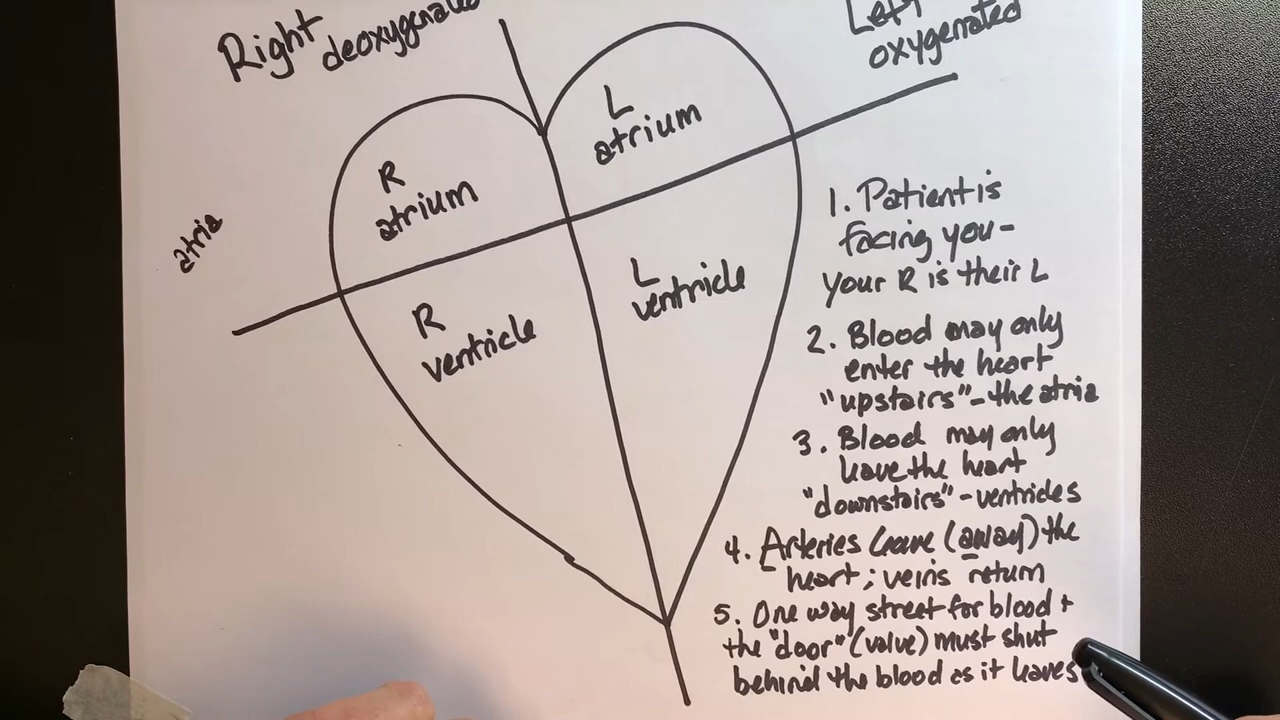 Right
deoxygenated
Left
oxygenated
L
atrium
R
atrium
atria
L
ventricle
R
ventricle
1. Patient is
facing you-
your R is their L
2. Blood may only
enter the heart
"upstairs"-the atria
3. Blood may only
leave the heart
"downstairs"-ventricles
4. Arteries leave (away) the
heart; veins return
5. One way street for blood +
the "door" (valve) must shut
behind the blood as it leaves